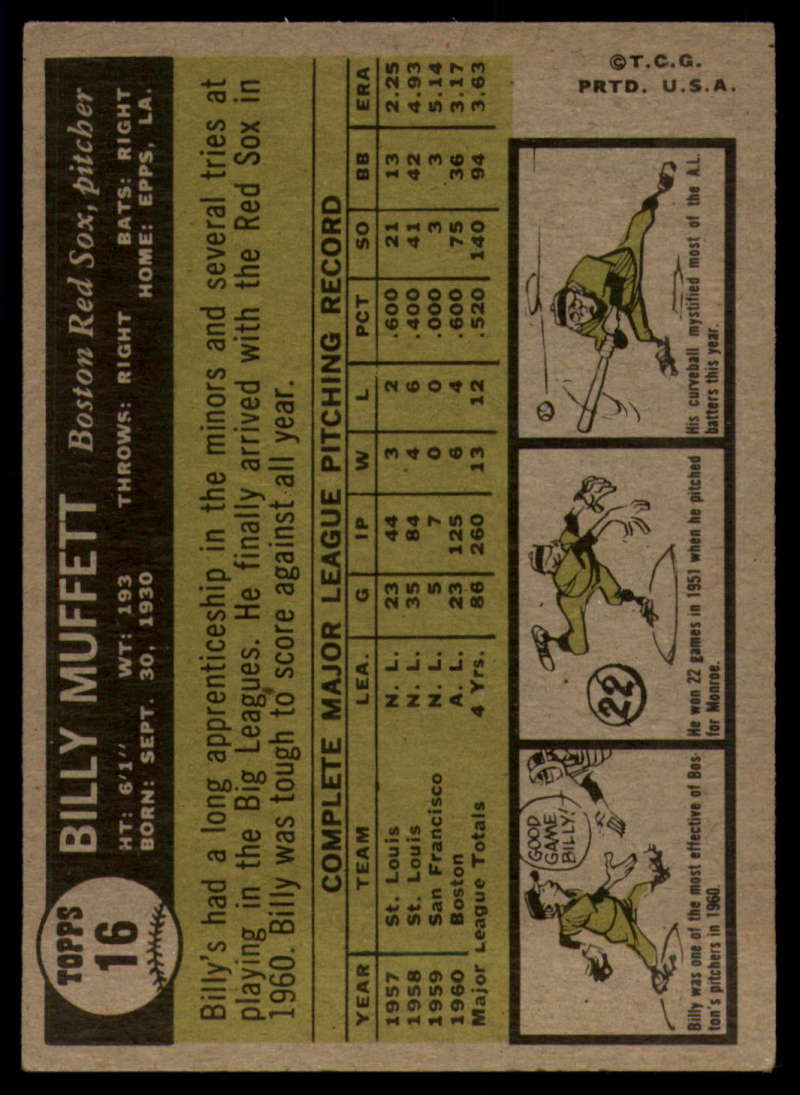 TOPPS
16
BILLY MUFFETT Boston Red Sox, pitcher
HT: 6'1" WT: 193 THROWS: RIGHT BATS: RIGHT
BORN: SEPT. 30, 1930 HOME: EPPS, LA.
Billy's had a long apprenticeship in the minors and several tries at
playing in the Big Leagues. He finally arrived with the Red Sox in
1960. Billy was tough to score against all year.
COMPLETE MAJOR LEAGUE PITCHING RECORD
YEAR TEAM LEA. G IP W L PCT SO BB ERA
1957 St. Louis N. L. 23 44 3 2 .600 21 13 2.25
1958 St. Louis N. L. 35 84 4 6 .400 41 42 4.93
1959 San Francisco N. L. 5 7 0 0 .000 3 3 5.14
1960 Boston A. L. 23 125 6 4 .600 75 36 3.17
Major League Totals 4 Yrs. 86 260 13 12 .520 140 94 3.63
GOOD
GAME
BILLY!
Billy was one of the most effective of Bos-
ton's pitchers in 1960.
22
He won 22 games in 1951 when he pitched
for Monroe.
His curveball mystified most of the A.L.
batters this year.
©T.C.G.
PRTD. U.S.A.